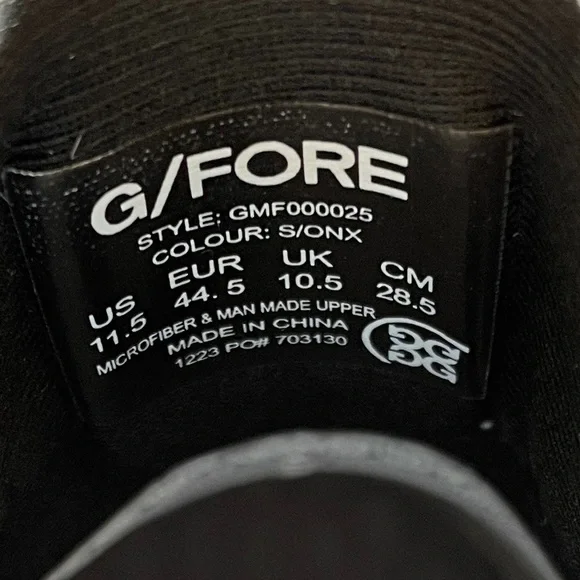 G/FORE
STYLE: GMF000025
COLOUR: S/ONX
US EUR UK CM
11.5 44.5 10.5 28.5
MICROFIBER & MAN MADE UPPER
MADE IN CHINA
1223 PO# 703130